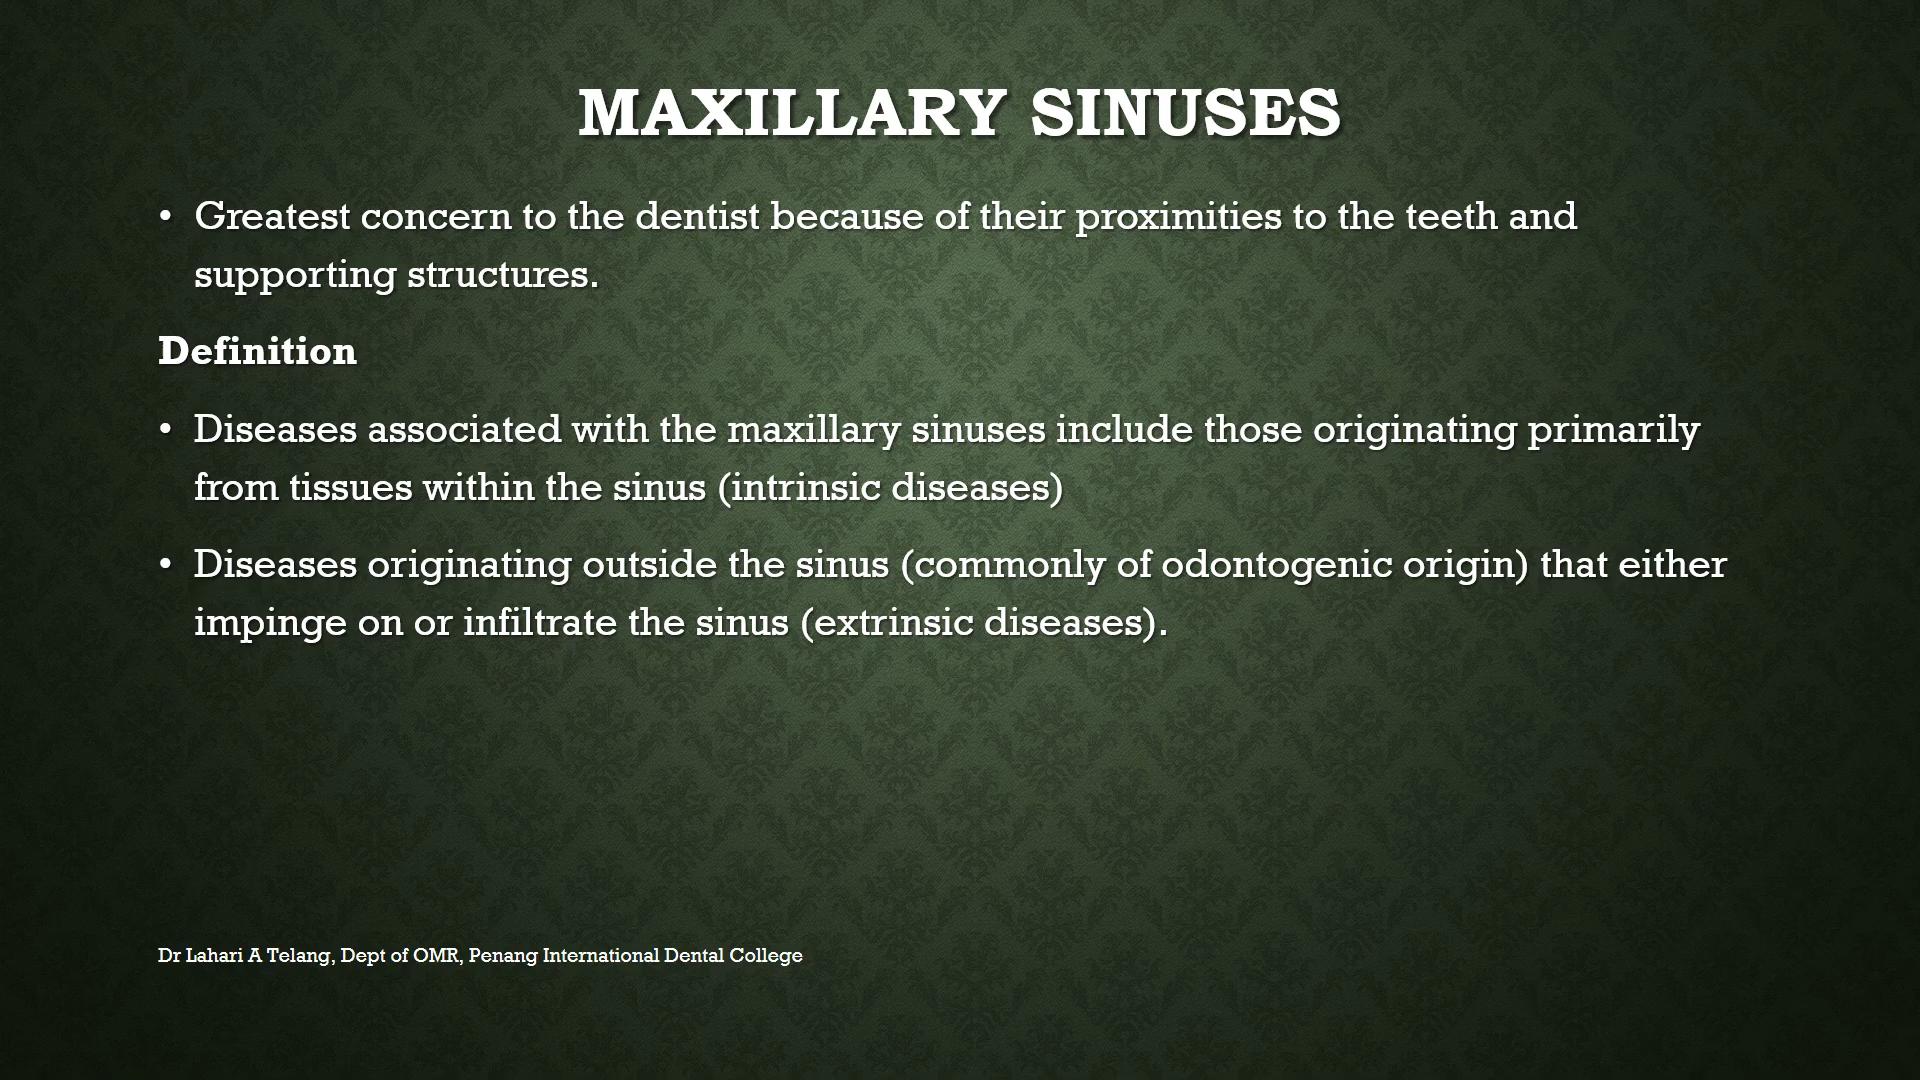 MAXILLARY SINUSES
• Greatest concern to the dentist because of their proximities to the teeth and
supporting structures.
Definition
• Diseases associated with the maxillary sinuses include those originating primarily
from tissues within the sinus (intrinsic diseases)
• Diseases originating outside the sinus (commonly of odontogenic origin) that either
impinge on or infiltrate the sinus (extrinsic diseases).
Dr Lahari A Telang, Dept of OMR, Penang International Dental College